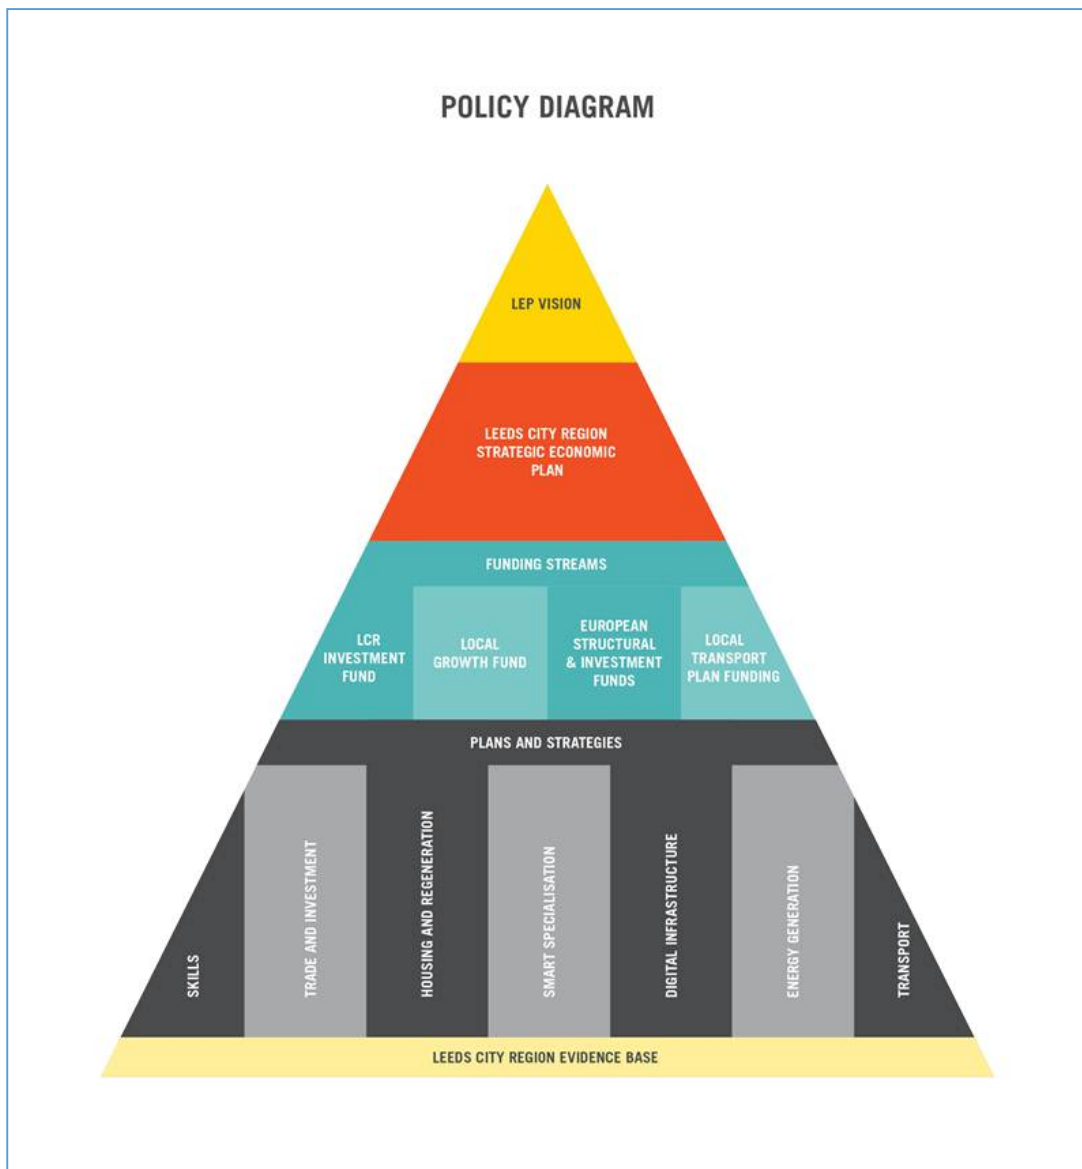 POLICY DIAGRAM
LEP VISION
LEEDS CITY REGION
STRATEGIC ECONOMIC
PLAN
FUNDING STREAMS
LCR
INVESTMENT
FUND
LOCAL
GROWTH FUND
EUROPEAN
STRUCTURAL
& INVESTMENT
FUNDS
LOCAL
TRANSPORT
PLAN FUNDING
PLANS AND STRATEGIES
SKILLS
TRADE AND INVESTMENT
HOUSING AND REGENERATION
SMART SPECIALISATION
DIGITAL INFRASTRUCTURE
ENERGY GENERATION
TRANSPORT
LEEDS CITY REGION EVIDENCE BASE